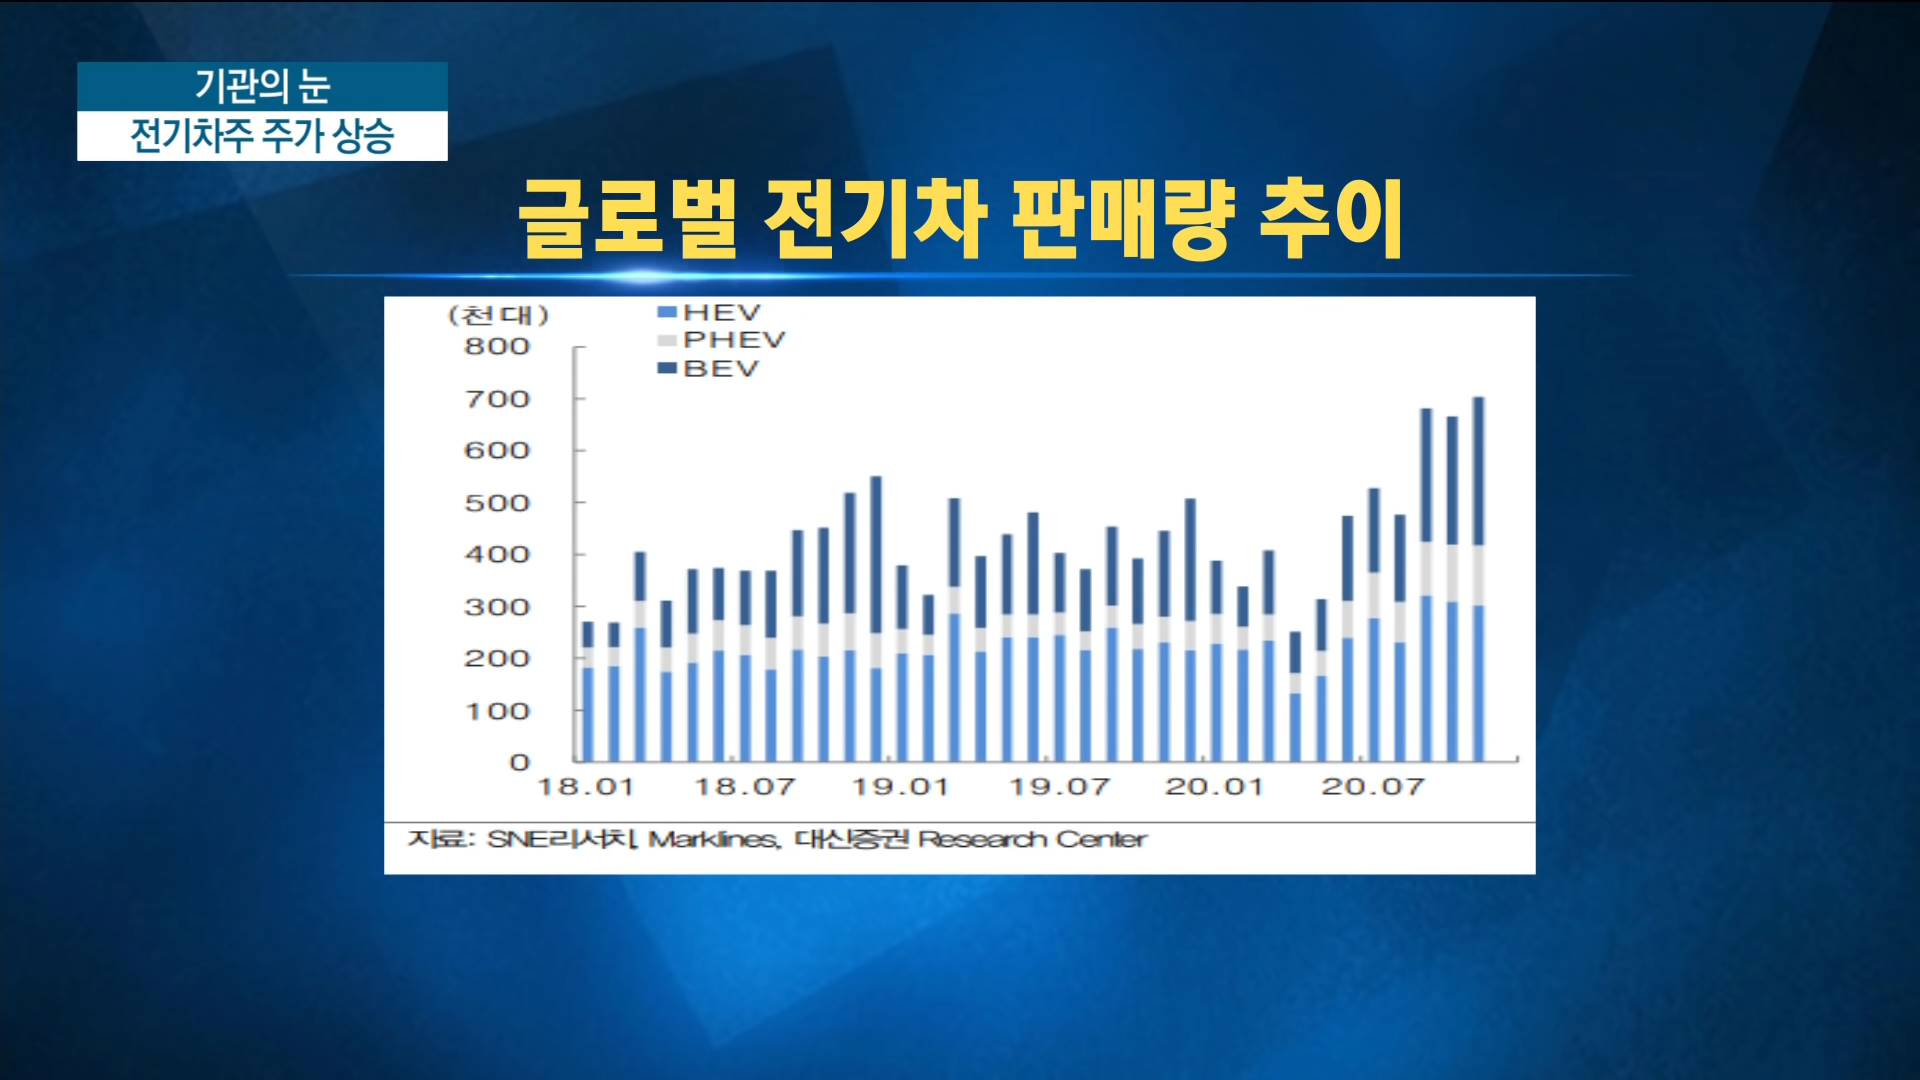 기관의 눈
전기차주 주가 상승
글로벌 전기차 판매량 추이
(천대)
HEV
PHEV
BEV
800
700
600
500
400
300
200
100
0
18.01 18.07 19.01 19.07 20.01 20.07
자료: SNE리서치, Marklines, 대신증권 Research Center